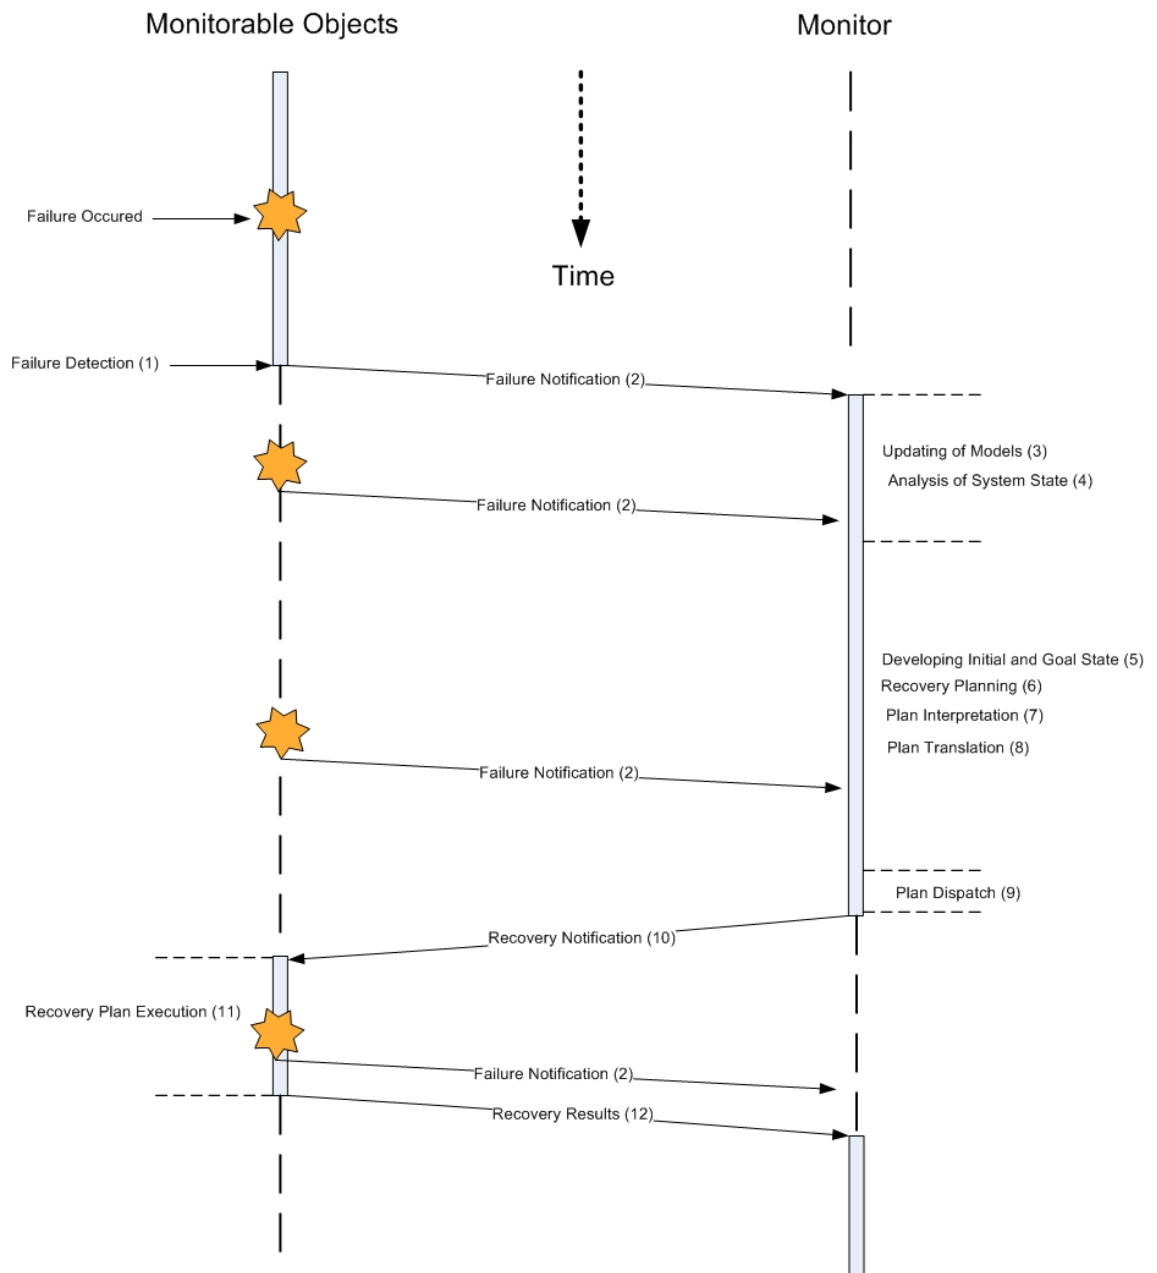 Monitorable Objects
Monitor
Failure Occured
Time
Failure Detection (1)
Failure Notification (2)
Updating of Models (3)
Analysis of System State (4)
Failure Notification (2)
Developing Initial and Goal State (5)
Recovery Planning (6)
Plan Interpretation (7)
Plan Translation (8)
Failure Notification (2)
Plan Dispatch (9)
Recovery Notification (10)
Recovery Plan Execution (11)
Failure Notification (2)
Recovery Results (12)